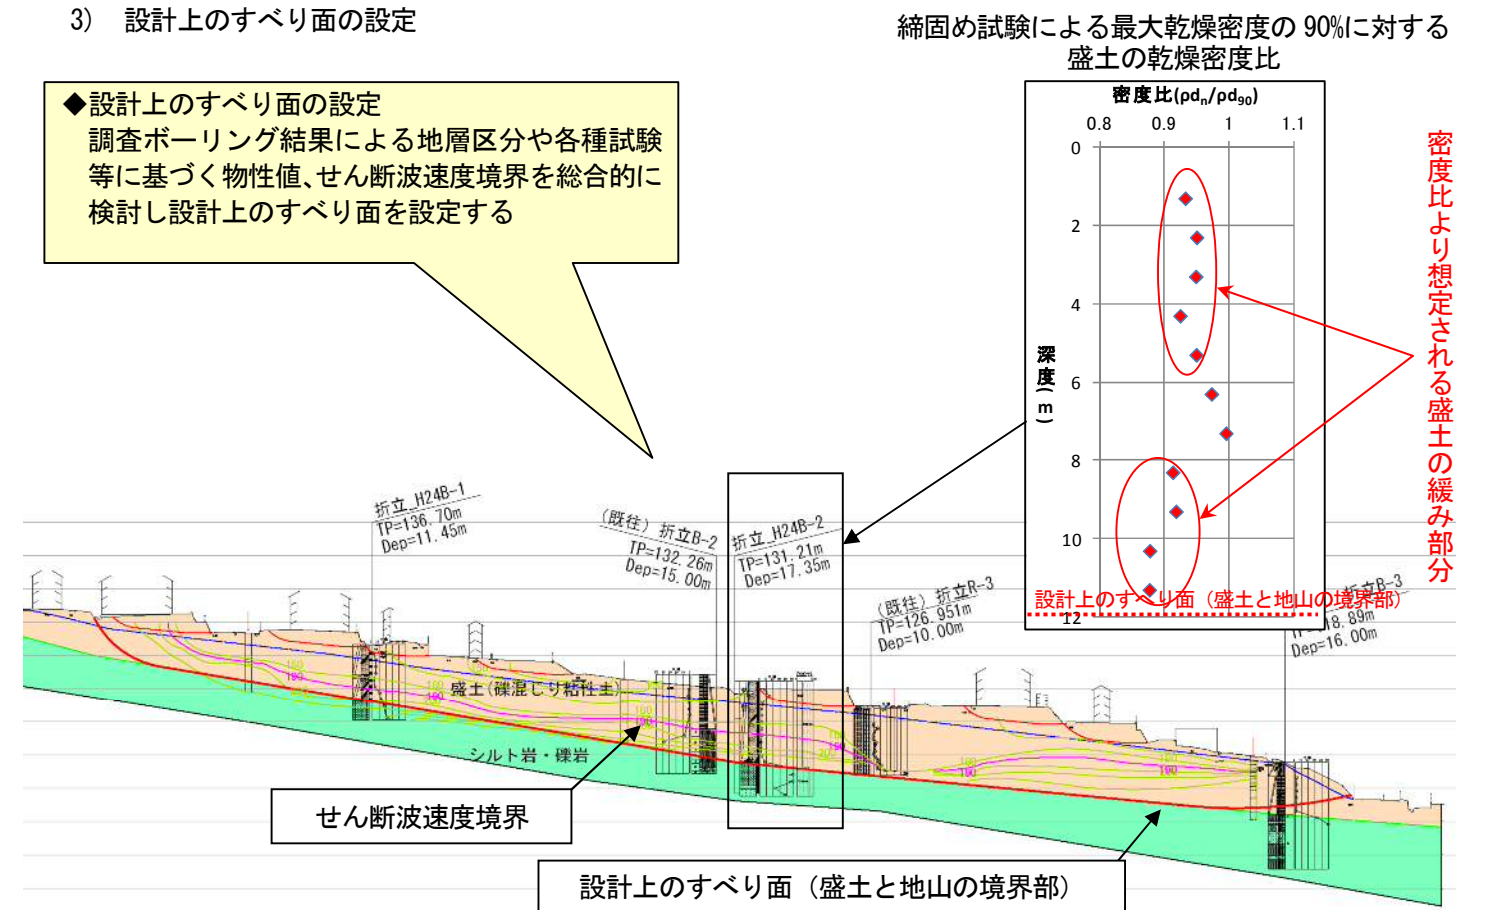 3) 設計上のすべり面の設定
締固め試験による最大乾燥密度の 90%に対する
盛土の乾燥密度比
◆設計上のすべり面の設定
調査ボーリング結果による地層区分や各種試験
等に基づく物性値、せん断波速度境界を総合的に
検討し設計上のすべり面を設定する
密度比(ρdn/ρd90)
0.8 0.9 1 1.1
0
2
4
6
8
10
12
深度(m)
密度比より想定される盛土の緩み部分
設計上のすべり面(盛土と地山の境界部)
折立_H24B-1
TP=136.70m
Dep=11.45m
(既往) 折立B-2
TP=132.26m
Dep=15.00m
折立_H24B-2
TP=131.21m
Dep=17.35m
(既往) 折立R-3
TP=126.951m
Dep=10.00m
折立B-3
18.89m
Dep=16.00m
盛土(礫混じり粘性土)
シルト岩・礫岩
160
190
160
190
160
190
160
190
160
190
せん断波速度境界
設計上のすべり面(盛土と地山の境界部)